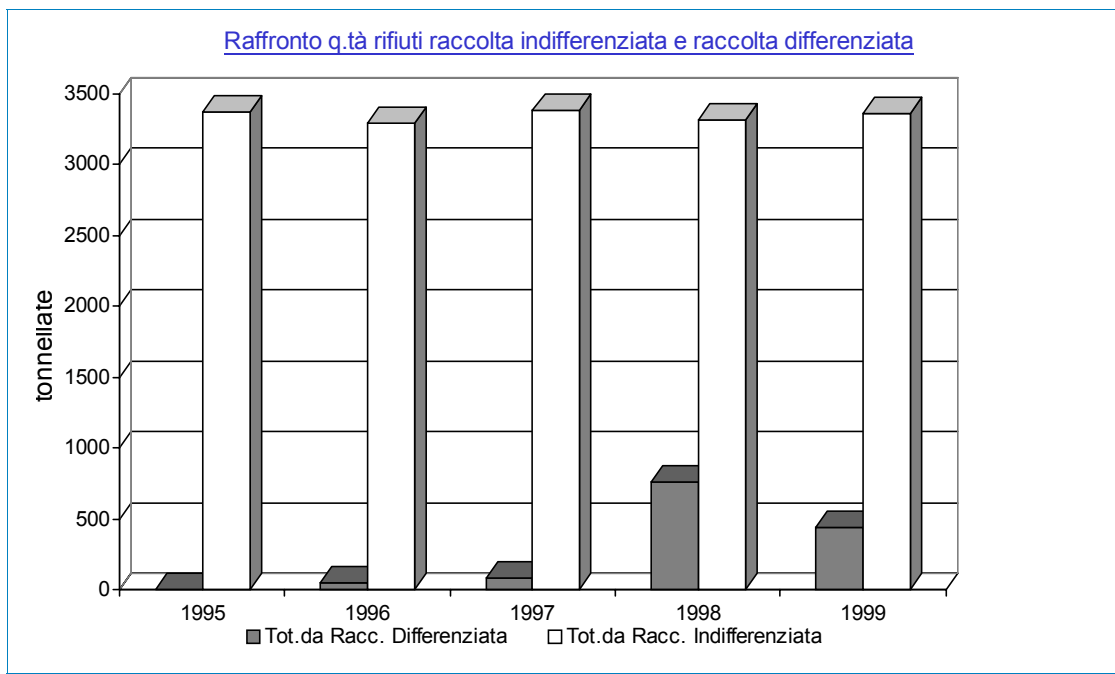 Raffronto q.tà rifiuti raccolta indifferenziata e raccolta differenziata
3500
3000
2500
2000
1500
1000
500
0
tonnellate
1995 1996 1997 1998 1999
Tot.da Racc. Differenziata Tot.da Racc. Indifferenziata